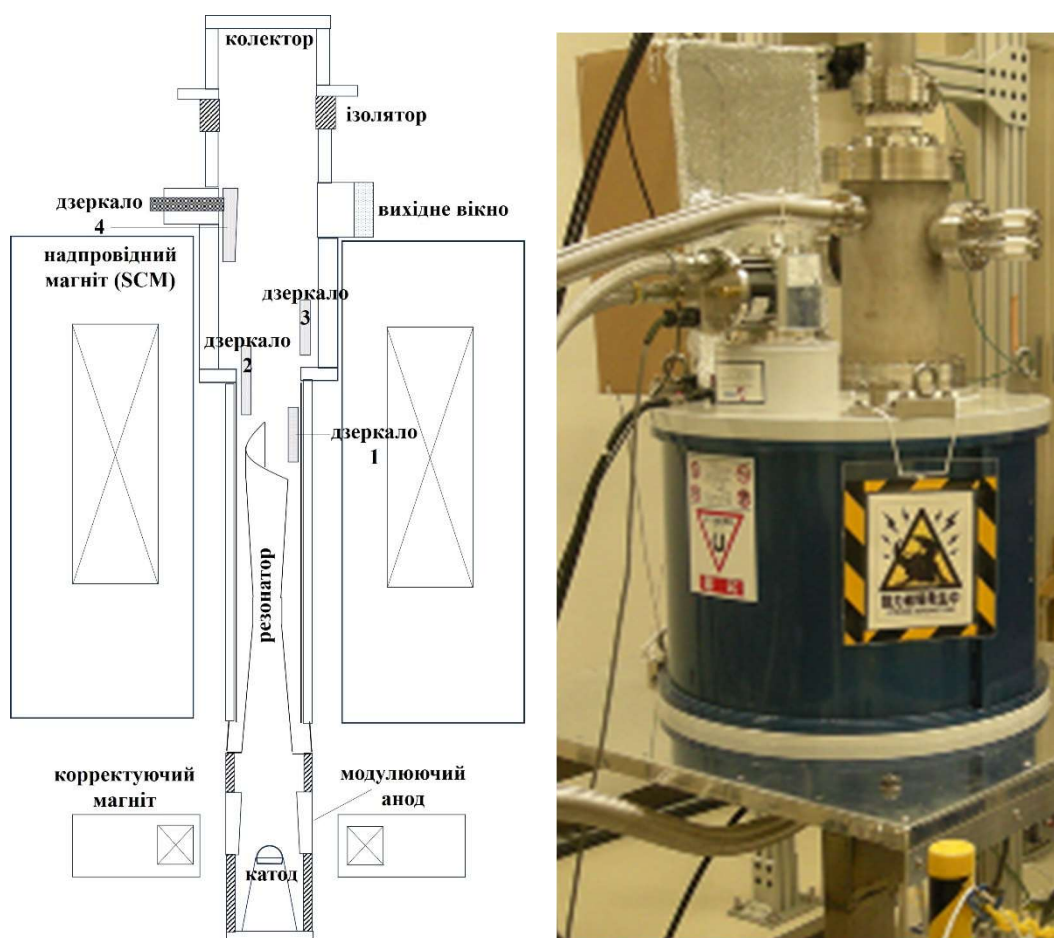 колектор
ізолятор
дзеркало
4
вихідне вікно
надпровідний
магніт (SCM)
дзеркало
3
дзеркало
2
дзеркало
1
резонатор
корректуючий
магніт
модулюючий
анод
катод